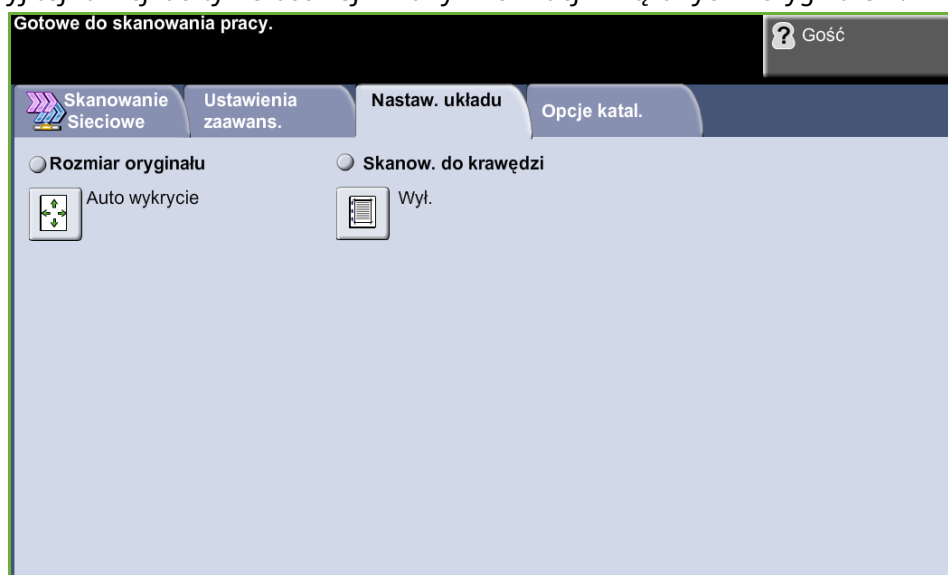 Gotowe do skanowania pracy.
Gość
Skanowanie
Sieciowe
Ustawienia
zaawans.
Nastaw. układu
Opcje katal.
Rozmiar oryginału
Auto wykrycie
Skanow. do krawędzi
Wył.